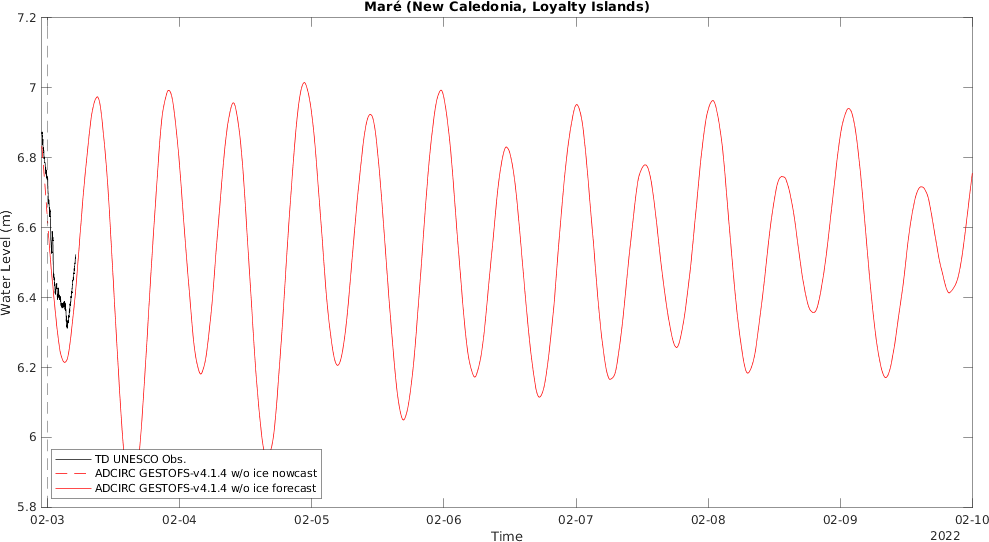 Maré (New Caledonia, Loyalty Islands)
7.2
7
6.8
6.6
6.4
6.2
6
5.8
Water Level (m)
TD UNESCO Obs.
ADCIRC GESTOFS-v4.1.4 w/o ice nowcast
ADCIRC GESTOFS-v4.1.4 w/o ice forecast
02-03 02-04 02-05 02-06 02-07 02-08 02-09 02-10
Time
2022